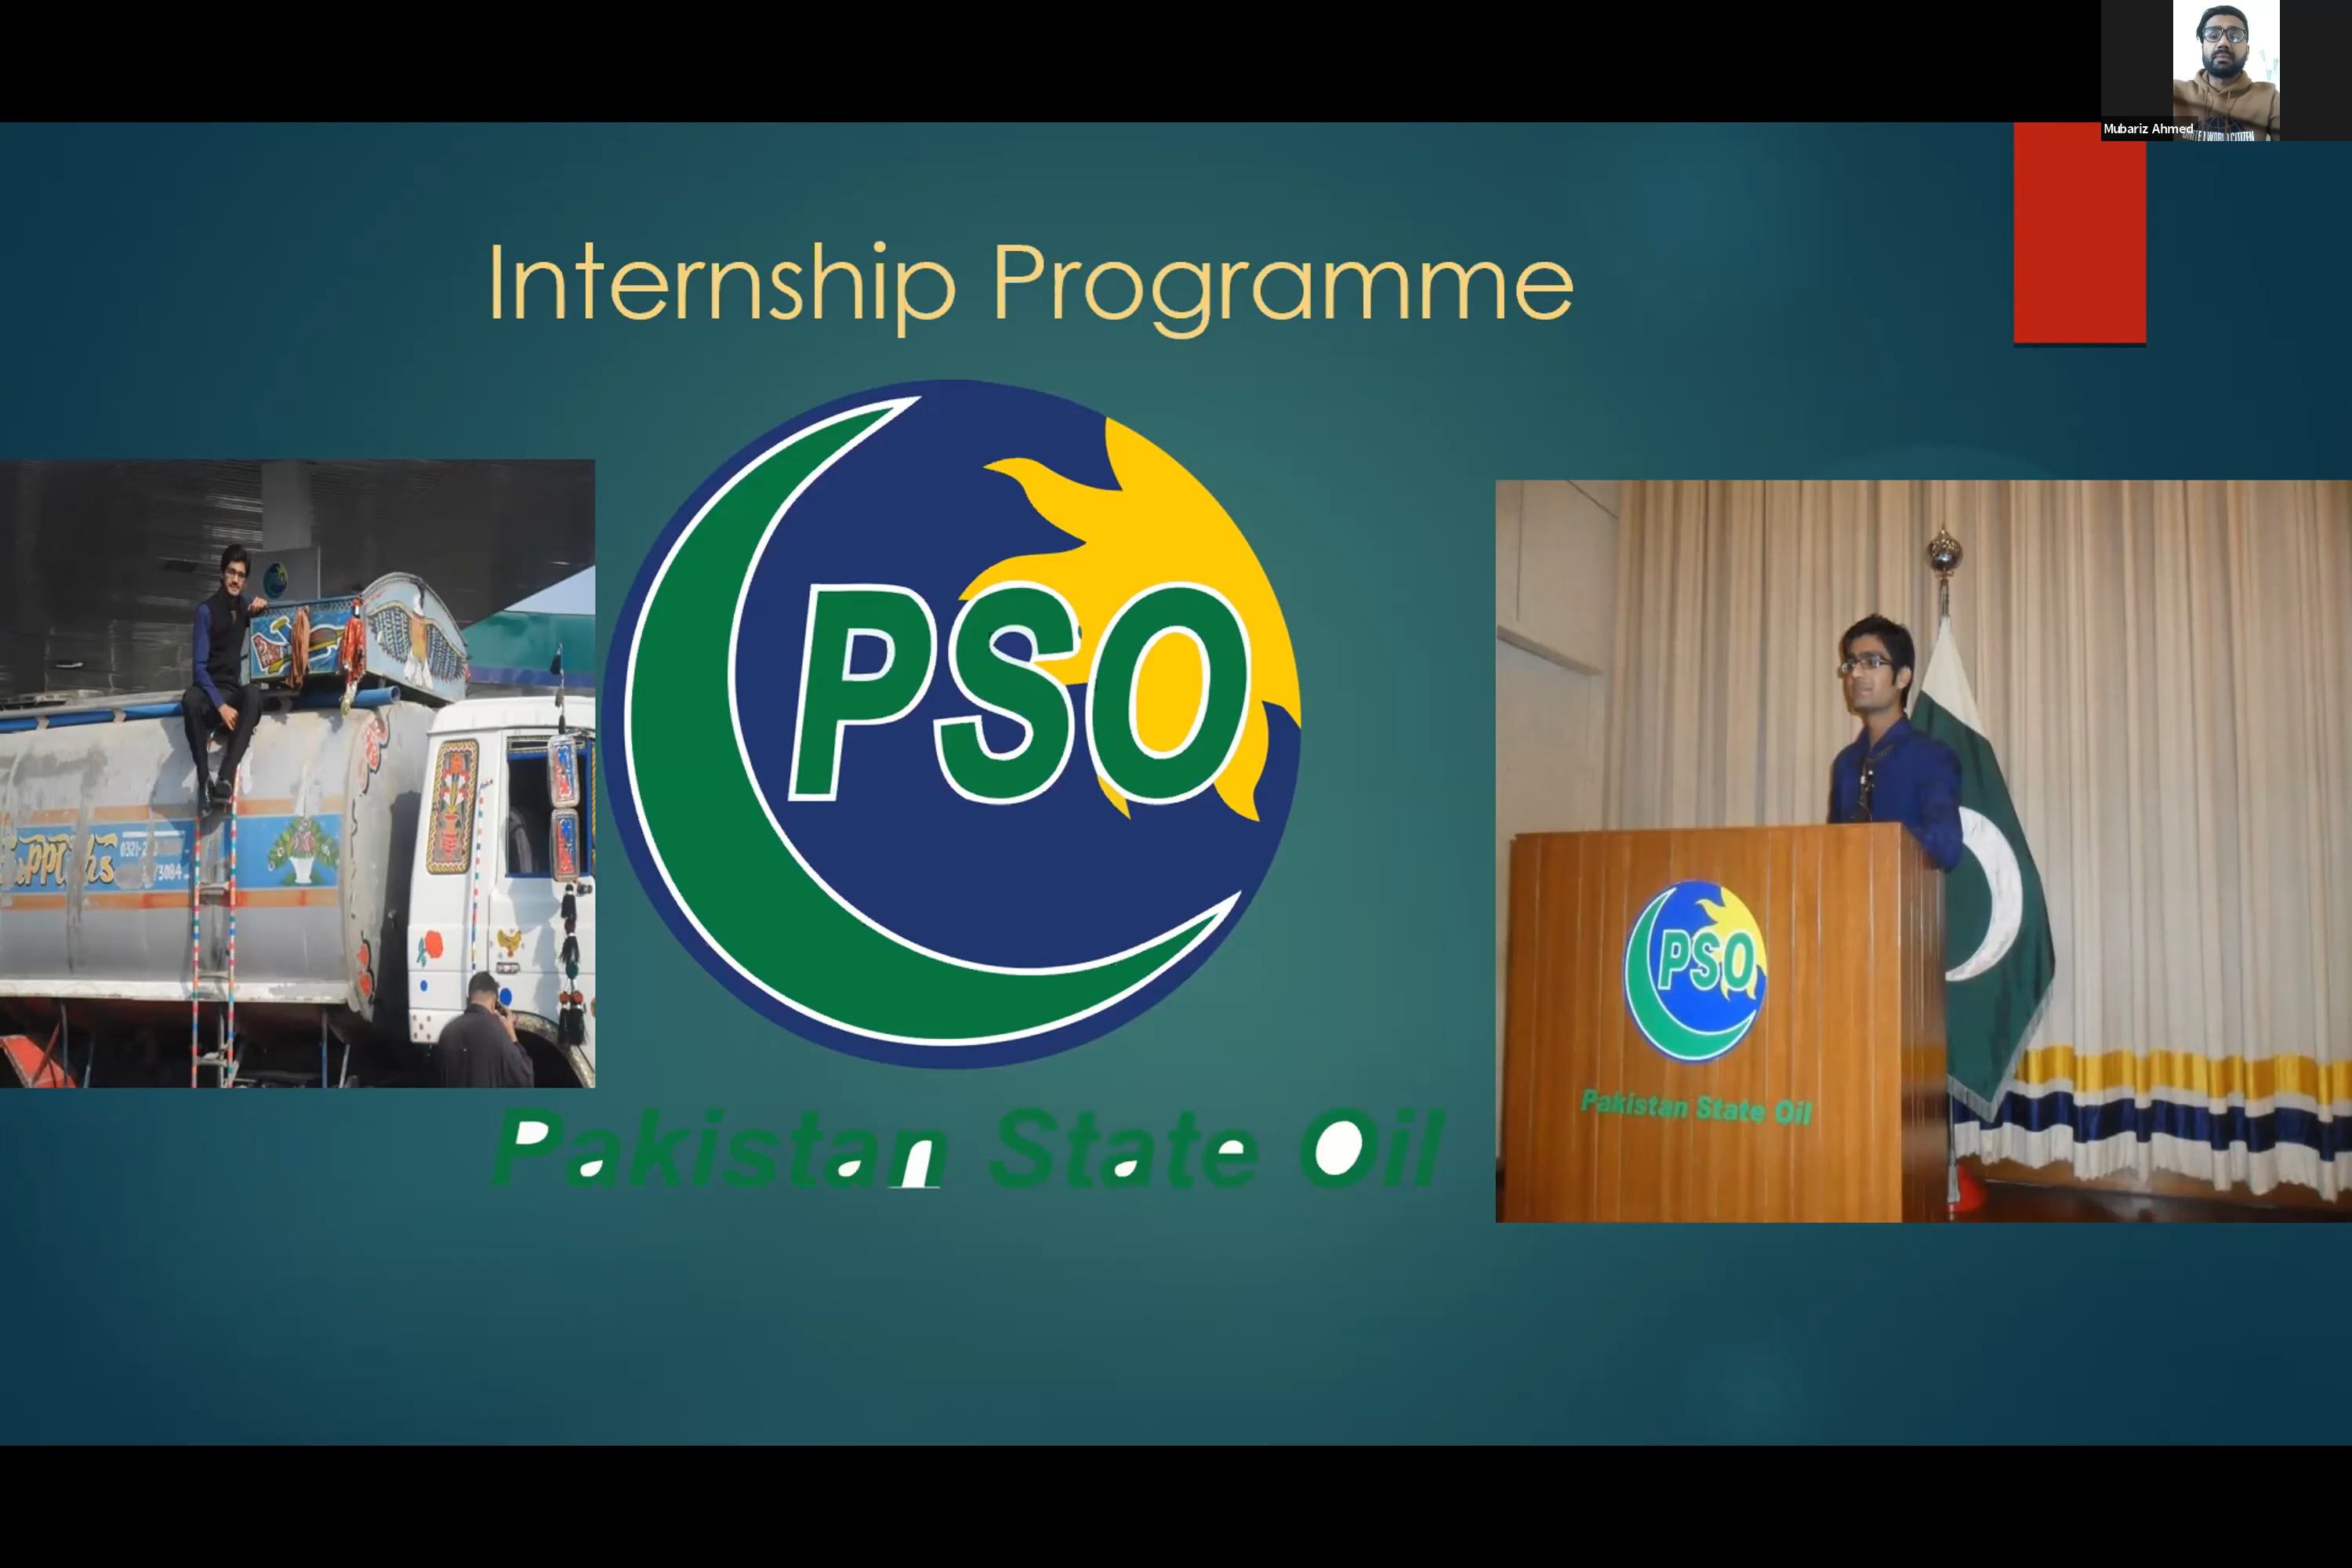 Mubariz Ahmed
Internship Programme
PSO
Pakistan State Oil
PSO
Pakistan State Oil